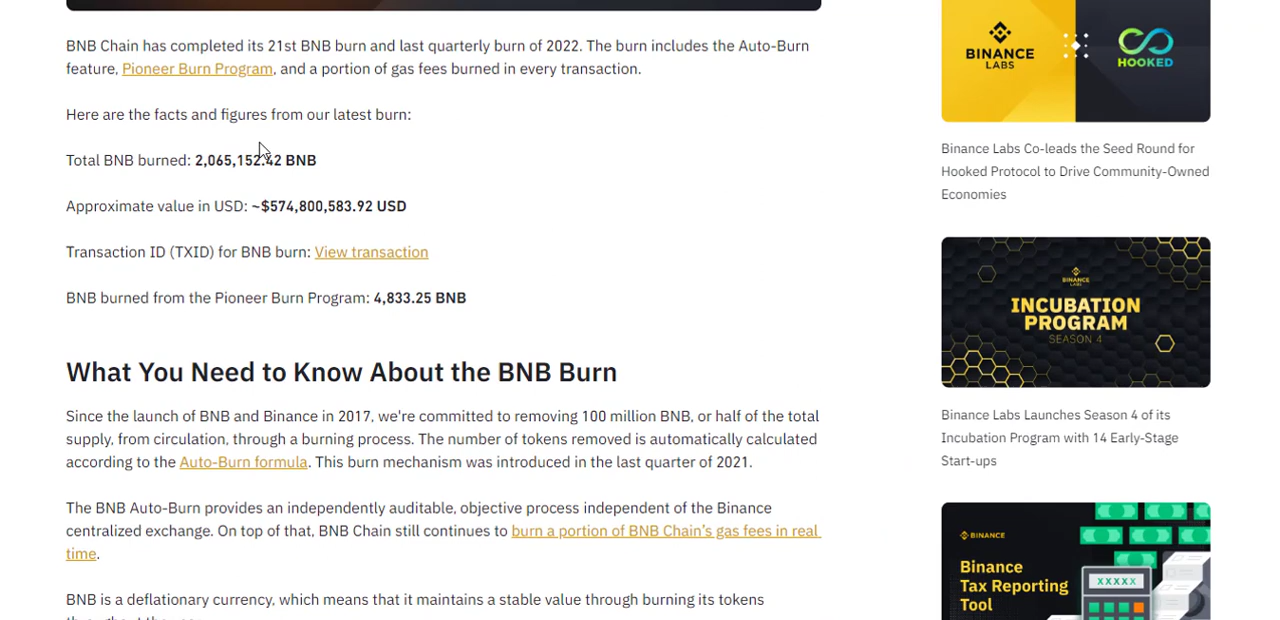 BNB Chain has completed its 21st BNB burn and last quarterly burn of 2022. The burn includes the Auto-Burn
feature, Pioneer Burn Program, and a portion of gas fees burned in every transaction.
Here are the facts and figures from our latest burn:
Total BNB burned: 2,065,152.42 BNB
Approximate value in USD: ~$574,800,583.92 USD
Transaction ID (TXID) for BNB burn: View transaction
BNB burned from the Pioneer Burn Program: 4,833.25 BNB
What You Need to Know About the BNB Burn
Since the launch of BNB and Binance in 2017, we're committed to removing 100 million BNB, or half of the total
supply, from circulation, through a burning process. The number of tokens removed is automatically calculated
according to the Auto-Burn formula. This burn mechanism was introduced in the last quarter of 2021.
The BNB Auto-Burn provides an independently auditable, objective process independent of the Binance
centralized exchange. On top of that, BNB Chain still continues to burn a portion of BNB Chain's gas fees in real
time.
BNB is a deflationary currency, which means that it maintains a stable value through burning its tokens
BINANCE
LABS
HOOKED
Binance Labs Co-leads the Seed Round for
Hooked Protocol to Drive Community-Owned
Economies
BINANCE
LABS
INCUBATION
PROGRAM
SEASON 4
Binance Labs Launches Season 4 of its
Incubation Program with 14 Early-Stage
Start-ups
BINANCE
Binance
Tax Reporting
Tool
XXXXX